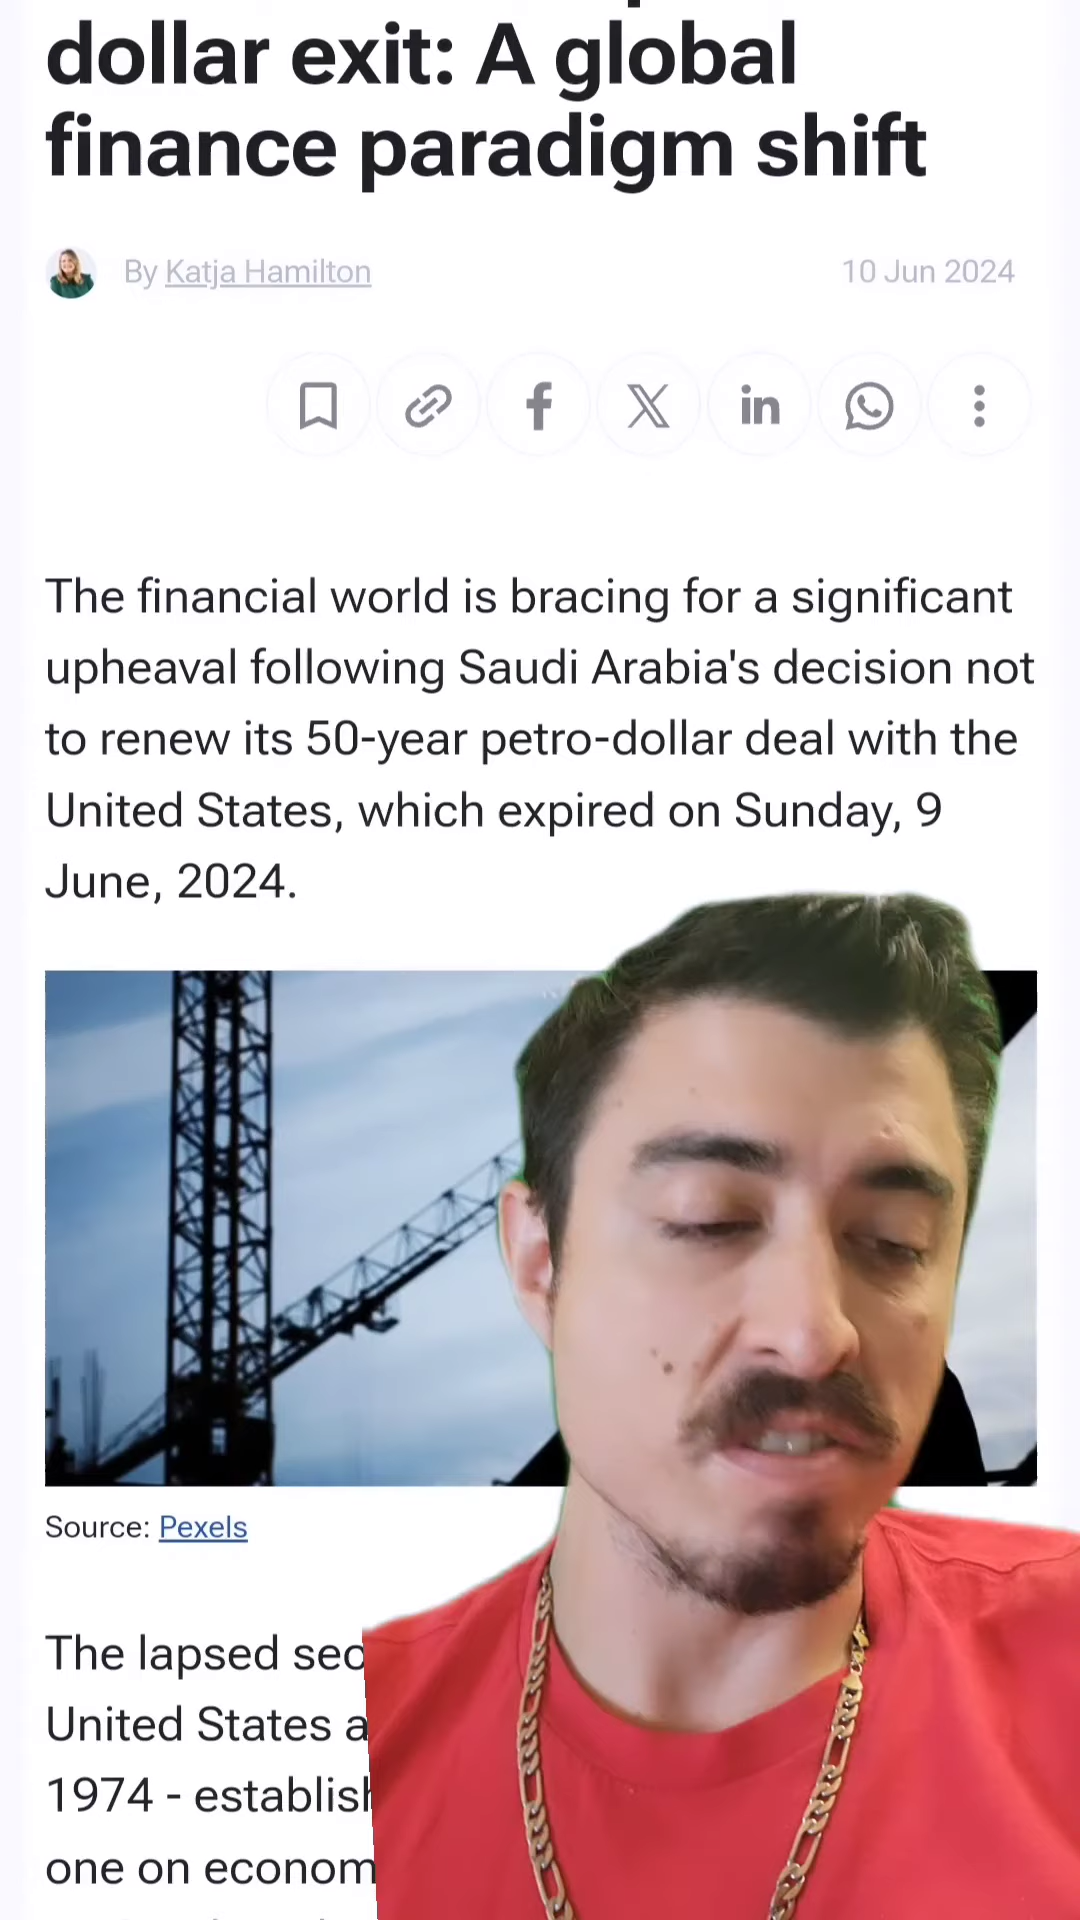 dollar exit: A global
finance paradigm shift
By Katja Hamilton
10 Jun 2024
The financial world is bracing for a significant
upheaval following Saudi Arabia's decision not
to renew its 50-year petro-dollar deal with the
United States, which expired on Sunday, 9
June, 2024.
Source: Pexels
The lapsed sec
United States a
1974 - establish
one on econom